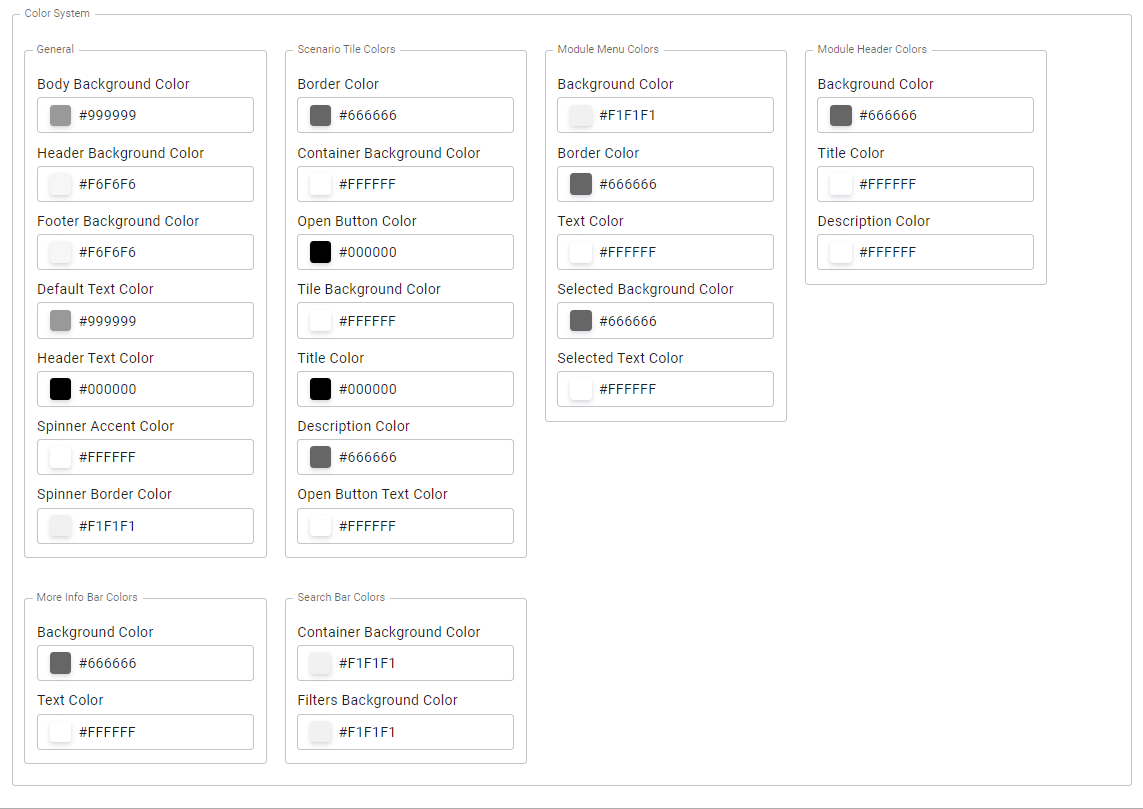 Color System
General
Body Background Color
#999999
Header Background Color
#F6F6F6
Footer Background Color
#F6F6F6
Default Text Color
#999999
Header Text Color
#000000
Spinner Accent Color
#FFFFFF
Spinner Border Color
#F1F1F1
Scenario Tile Colors
Border Color
#666666
Container Background Color
#FFFFFF
Open Button Color
#000000
Tile Background Color
#FFFFFF
Title Color
#000000
Description Color
#666666
Open Button Text Color
#FFFFFF
Module Menu Colors
Background Color
#F1F1F1
Border Color
#666666
Text Color
#FFFFFF
Selected Background Color
#666666
Selected Text Color
#FFFFFF
Module Header Colors
Background Color
#666666
Title Color
#FFFFFF
Description Color
#FFFFFF
More Info Bar Colors
Background Color
#666666
Text Color
#FFFFFF
Search Bar Colors
Container Background Color
#F1F1F1
Filters Background Color
#F1F1F1